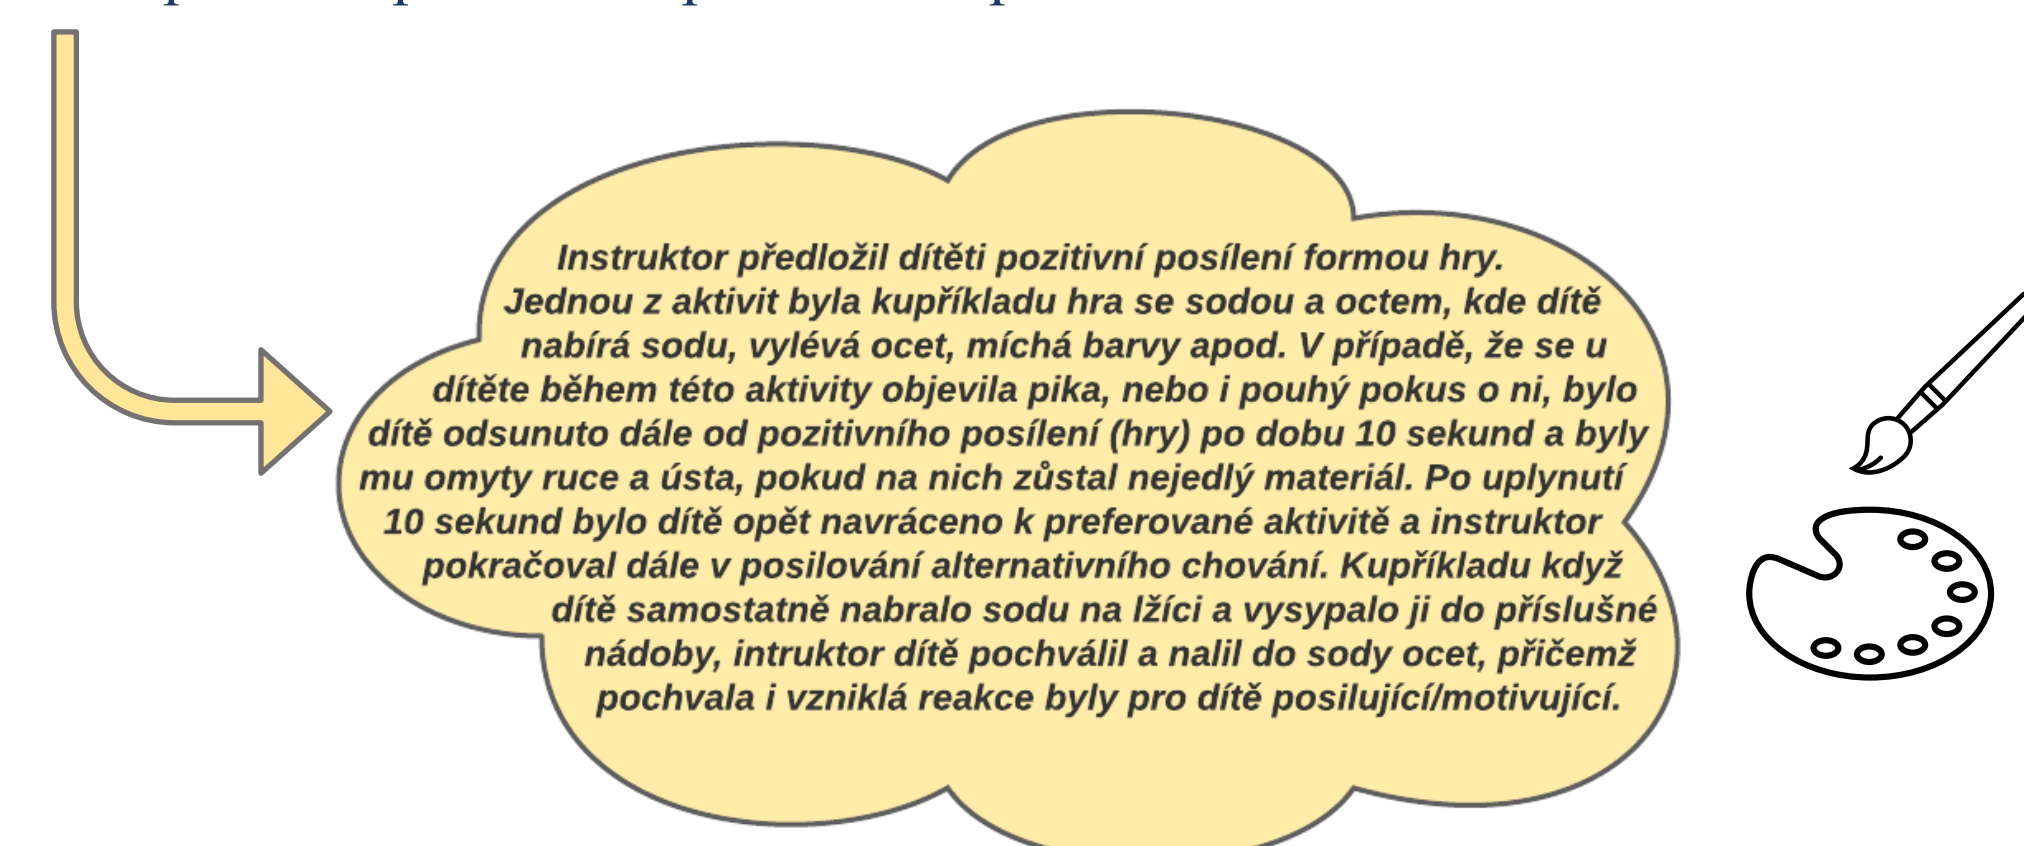 Instruktor předložil dítěti pozitivní posílení formou hry.
Jednou z aktivit byla kupříkladu hra se sodou a octem, kde dítě
nabírá sodu, vylévá ocet, míchá barvy apod. V případě, že se u
dítěte během této aktivity objevila pika, nebo i pouhý pokus o ni, bylo
dítě odsunuto dále od pozitivního posílení (hry) po dobu 10 sekund a byly
mu omyty ruce a ústa, pokud na nich zůstal nejedlý materiál. Po uplynutí
10 sekund bylo dítě opět navráceno k preferované aktivitě a instruktor
pokračoval dále v posilování alternativního chování. Kupříkladu když
dítě samostatně nabralo sodu na lžíci a vysypalo ji do příslušné
nádoby, intruktor dítě pochválil a nalil do sody ocet, přičemž
pochvala i vzniklá reakce byly pro dítě posilující/motivující.